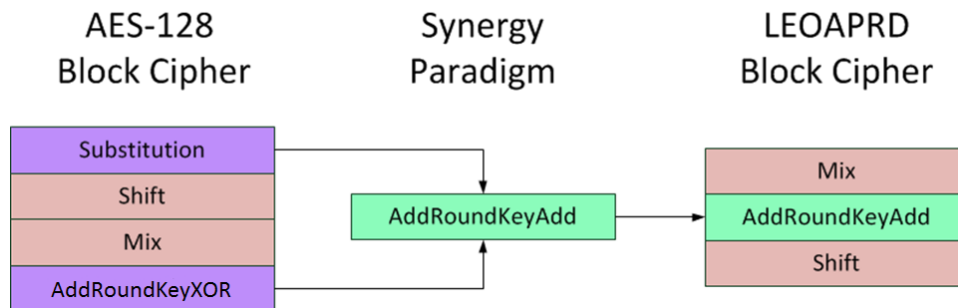 AES-128
Block Cipher
Synergy
Paradigm
LEOAPRD
Block Cipher
Substitution
Shift
Mix
AddRoundKeyXOR
AddRoundKeyAdd
Mix
AddRoundKeyAdd
Shift